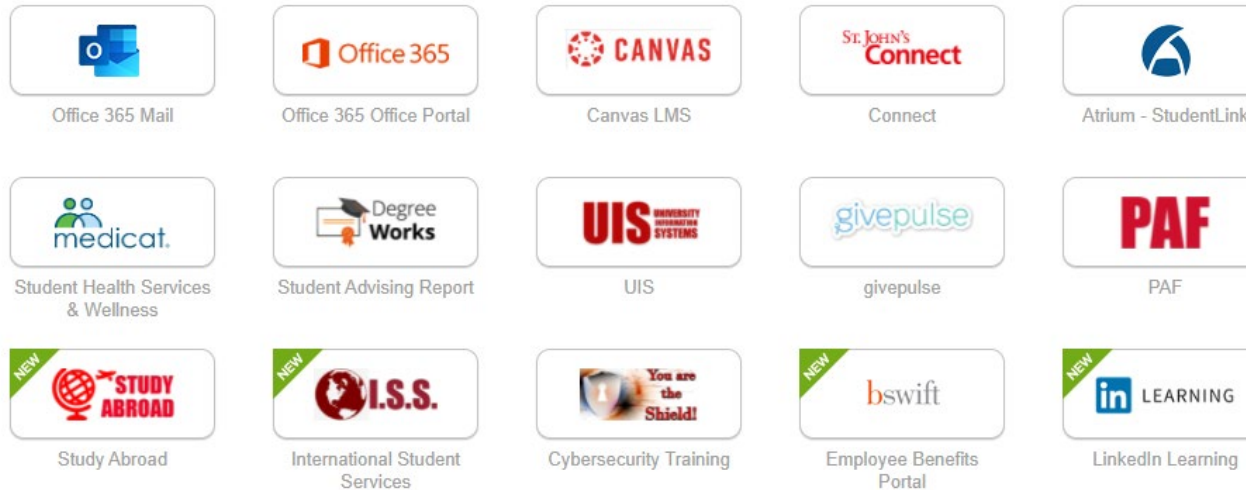 Office 365
CANVAS
ST. JOHN'S
Connect
Office 365 Mail
Office 365 Office Portal
Canvas LMS
Connect
Atrium - StudentLink
medicat.
Degree
Works
UIS UNIVERSITY
INFORMATION
SYSTEMS
givepulse
PAF
Student Health Services
& Wellness
Student Advising Report
UIS
givepulse
PAF
NEW
STUDY
ABROAD
NEW
I.S.S.
You are
the
Shield!
NEW
bswift
NEW
in LEARNING
Study Abroad
International Student
Services
Cybersecurity Training
Employee Benefits
Portal
LinkedIn Learning